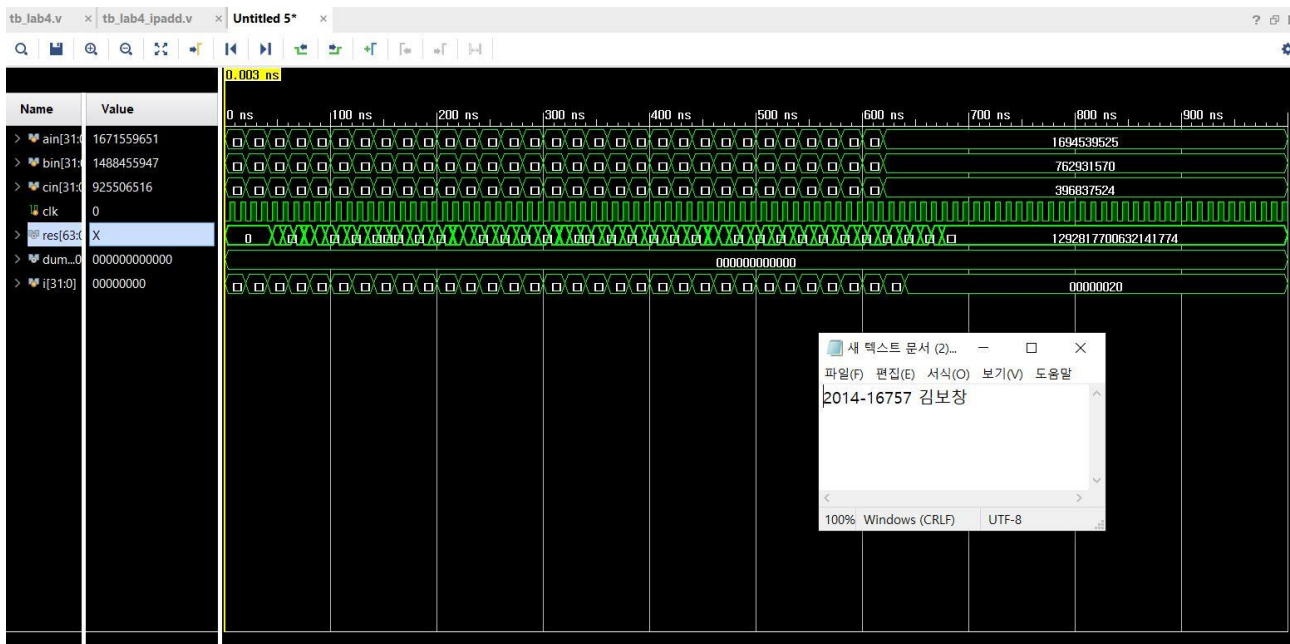 tb_lab4.v × tb_lab4_ipadd.v × Untitled 5* ×
?
0.003 ns
Name Value
0 ns 100 ns 200 ns 300 ns 400 ns 500 ns 600 ns 700 ns 800 ns 900 ns
ain[31:0 1671559651 1694539525
bin[31: 1488455947 762931570
cin[31:0 925506516 396837524
clk 0
res[63:0 X 0 1292817700632141774
dum...0 000000000000 000000000000
i[31:0] 00000000 00000020
새 텍스트 문서 (2)...
파일(F) 편집(E) 서식(O) 보기(V) 도움말
2014-16757 김보창
100% Windows (CRLF) UTF-8